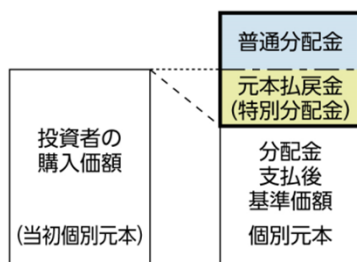 普通分配金
元本払戻金
(特別分配金)
投資者の
購入価額
(当初個別元本)
分配金
支払後
基準価額
個別元本